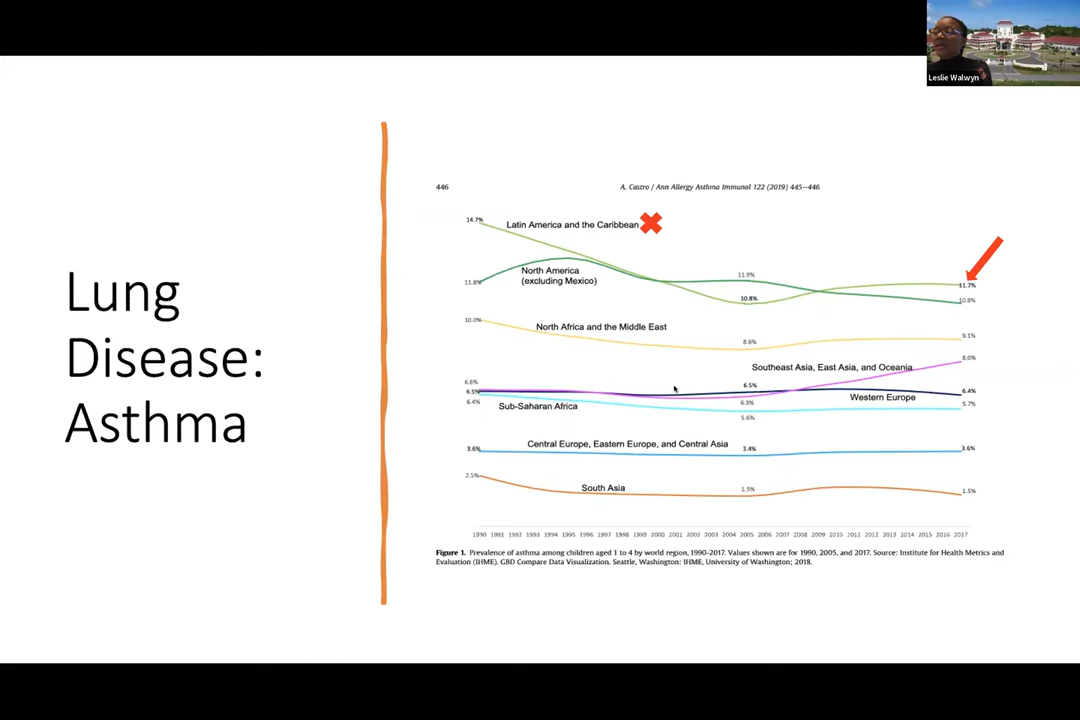 Leslie Walwyn
Lung
Disease:
Asthma
446
A. Castro / Ann Allergy Asthma Immunol 122 (2019) 445–446
14.7%
Latin America and the Caribbean
North America
(excluding Mexico)
11.8%
11.9%
10.8%
11.7%
10.8%
10.0%
North Africa and the Middle East
8.6%
9.1%
Southeast Asia, East Asia, and Oceania
8.0%
6.6%
6.5%
6.4%
Sub-Saharan Africa
6.5%
6.3%
5.6%
Western Europe
6.4%
5.7%
Central Europe, Eastern Europe, and Central Asia
3.6%
3.4%
3.6%
2.5%
South Asia
1.5%
1.5%
1990 1991 1992 1993 1994 1995 1996 1997 1998 1999 2000 2001 2002 2003 2004 2005 2006 2007 2008 2009 2010 2011 2012 2013 2014 2015 2016 2017
Figure 1. Prevalence of asthma among children aged 1 to 4 by world region, 1990-2017. Values shown are for 1990, 2005, and 2017. Source: Institute for Health Metrics and
Evaluation (IHME). GBD Compare Data Visualization. Seattle, Washington: IHME, University of Washington; 2018.